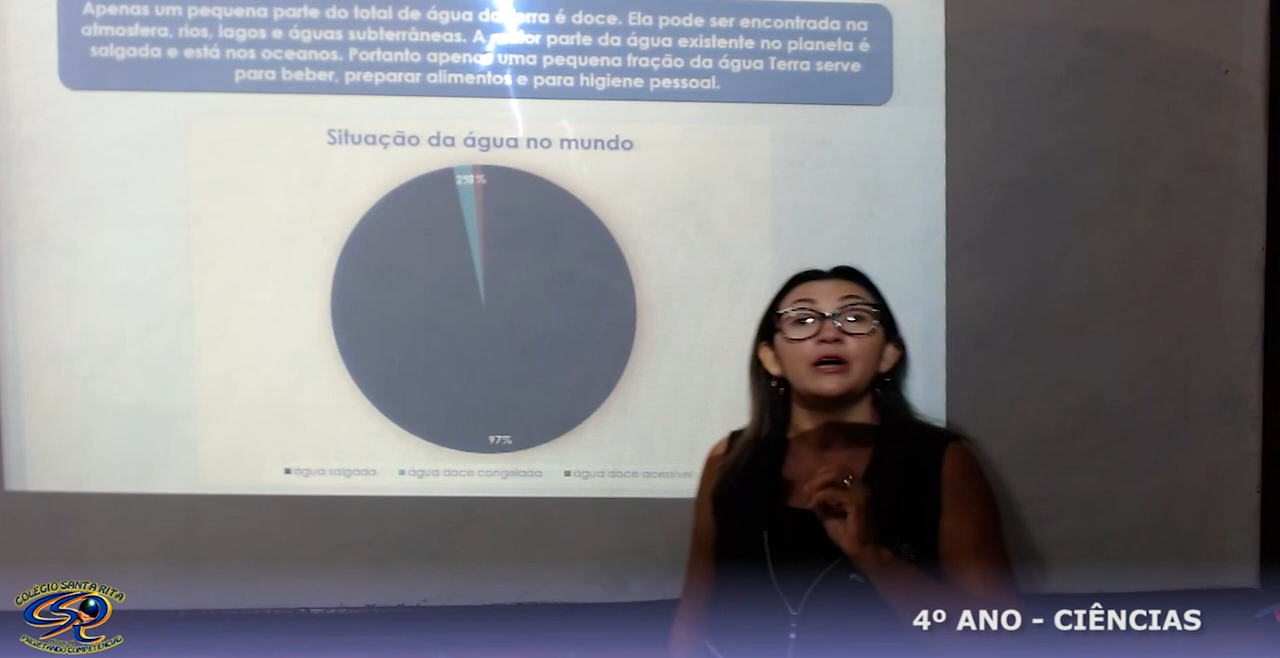 Apenas um pequena parte do total de água da terra é doce. Ela pode ser encontrada na
atmosfera, rios, lagos e águas subterrâneas. A maior parte da água existente no planeta é
salgada e está nos oceanos. Portanto apenas uma pequena fração da água Terra serve
para beber, preparar alimentos e para higiene pessoal.
Situação da água no mundo
97%
água salgada água doce congelada água doce acessível
COLÉGIO SANTA RITA
PROJETANDO COMPETÊNCIAS
4º ANO - CIÊNCIAS